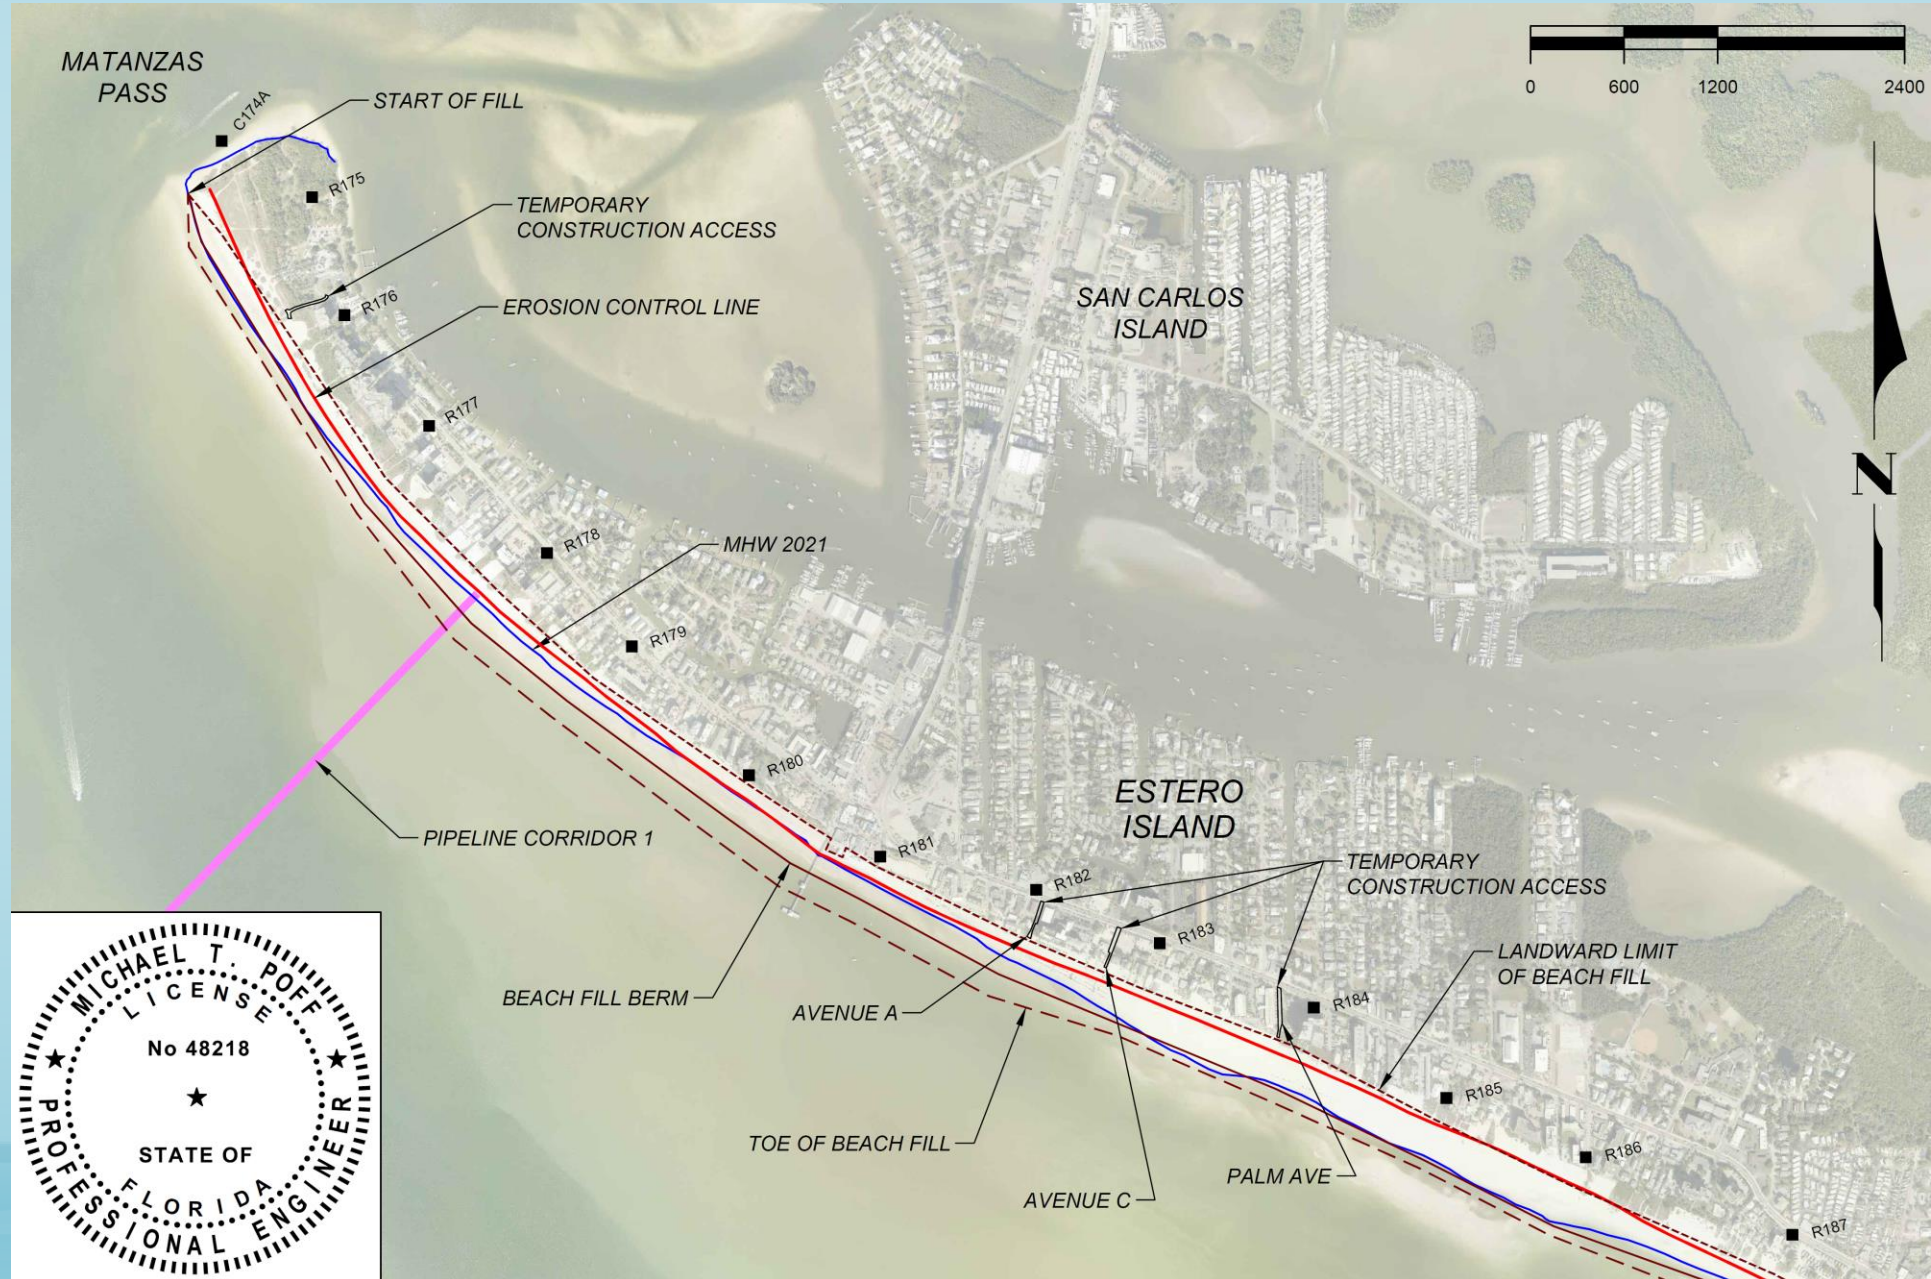 MATANZAS
PASS
C174A
START OF FILL
0 600 1200 2400
R175
TEMPORARY
CONSTRUCTION ACCESS
R176
EROSION CONTROL LINE
SAN CARLOS
ISLAND
R177
N
R178
MHW 2021
R179
R180
ESTERO
ISLAND
PIPELINE CORRIDOR 1
R181
TEMPORARY
CONSTRUCTION ACCESS
R182
R183
LANDWARD LIMIT
OF BEACH FILL
BEACH FILL BERM
AVENUE A
R184
R185
TOE OF BEACH FILL
R186
PALM AVE
AVENUE C
R187
MICHAEL T. POFF
LICENSE
No 48218
STATE OF
FLORIDA
PROFESSIONAL ENGINEER